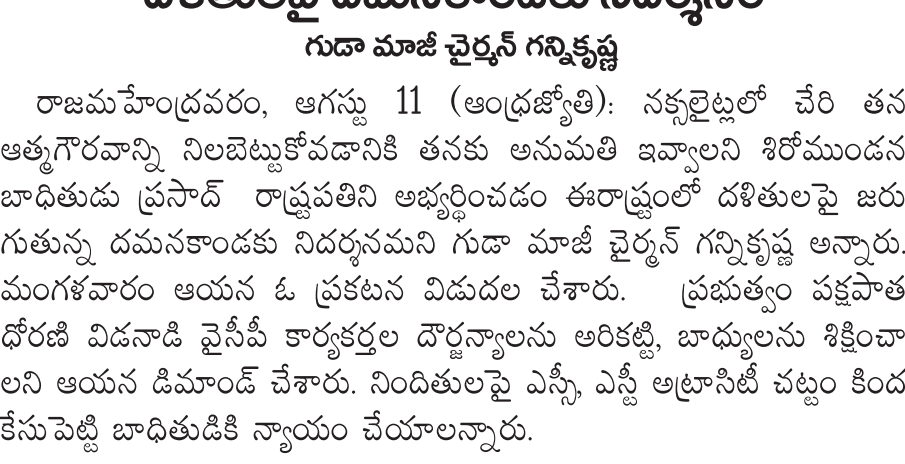 గుడా మాజీ చైర్మన్ గన్నికృష్ణ
రాజమహేంద్రవరం, ఆగస్టు 11 (ఆంధ్రజ్యోతి): నక్సలైట్లలో చేరి తన
ఆత్మగౌరవాన్ని నిలబెట్టుకోవడానికి తనకు అనుమతి ఇవ్వాలని శిరోముండన
బాధితుడు ప్రసాద్ రాష్ట్రపతిని అభ్యర్థించడం ఈరాష్ట్రంలో దళితులపై జరు
గుతున్న దమనకాండకు నిదర్శనమని గుడా మాజీ చైర్మన్ గన్నికృష్ణ అన్నారు.
మంగళవారం ఆయన ఓ ప్రకటన విడుదల చేశారు. ప్రభుత్వం పక్షపాత
ధోరణి విడనాడి వైసీపీ కార్యకర్తల దౌర్జన్యాలను అరికట్టి, బాధ్యులను శిక్షించా
లని ఆయన డిమాండ్ చేశారు. నిందితులపై ఎస్సీ, ఎస్టీ అట్రాసిటీ చట్టం కింద
కేసుపెట్టి బాధితుడికి న్యాయం చేయాలన్నారు.